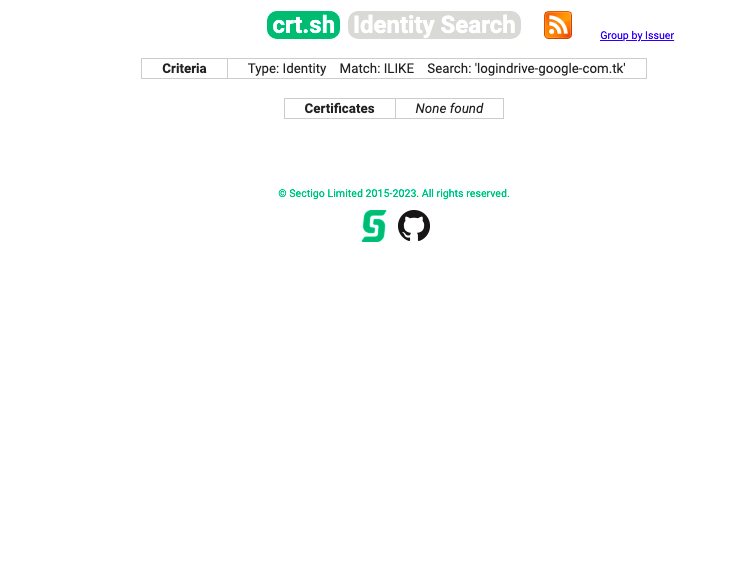 crt.sh Identity Search Group by Issuer
Criteria Type: Identity Match: ILIKE Search: 'logindrive-google-com.tk'
Certificates None found
© Sectigo Limited 2015-2023. All rights reserved.